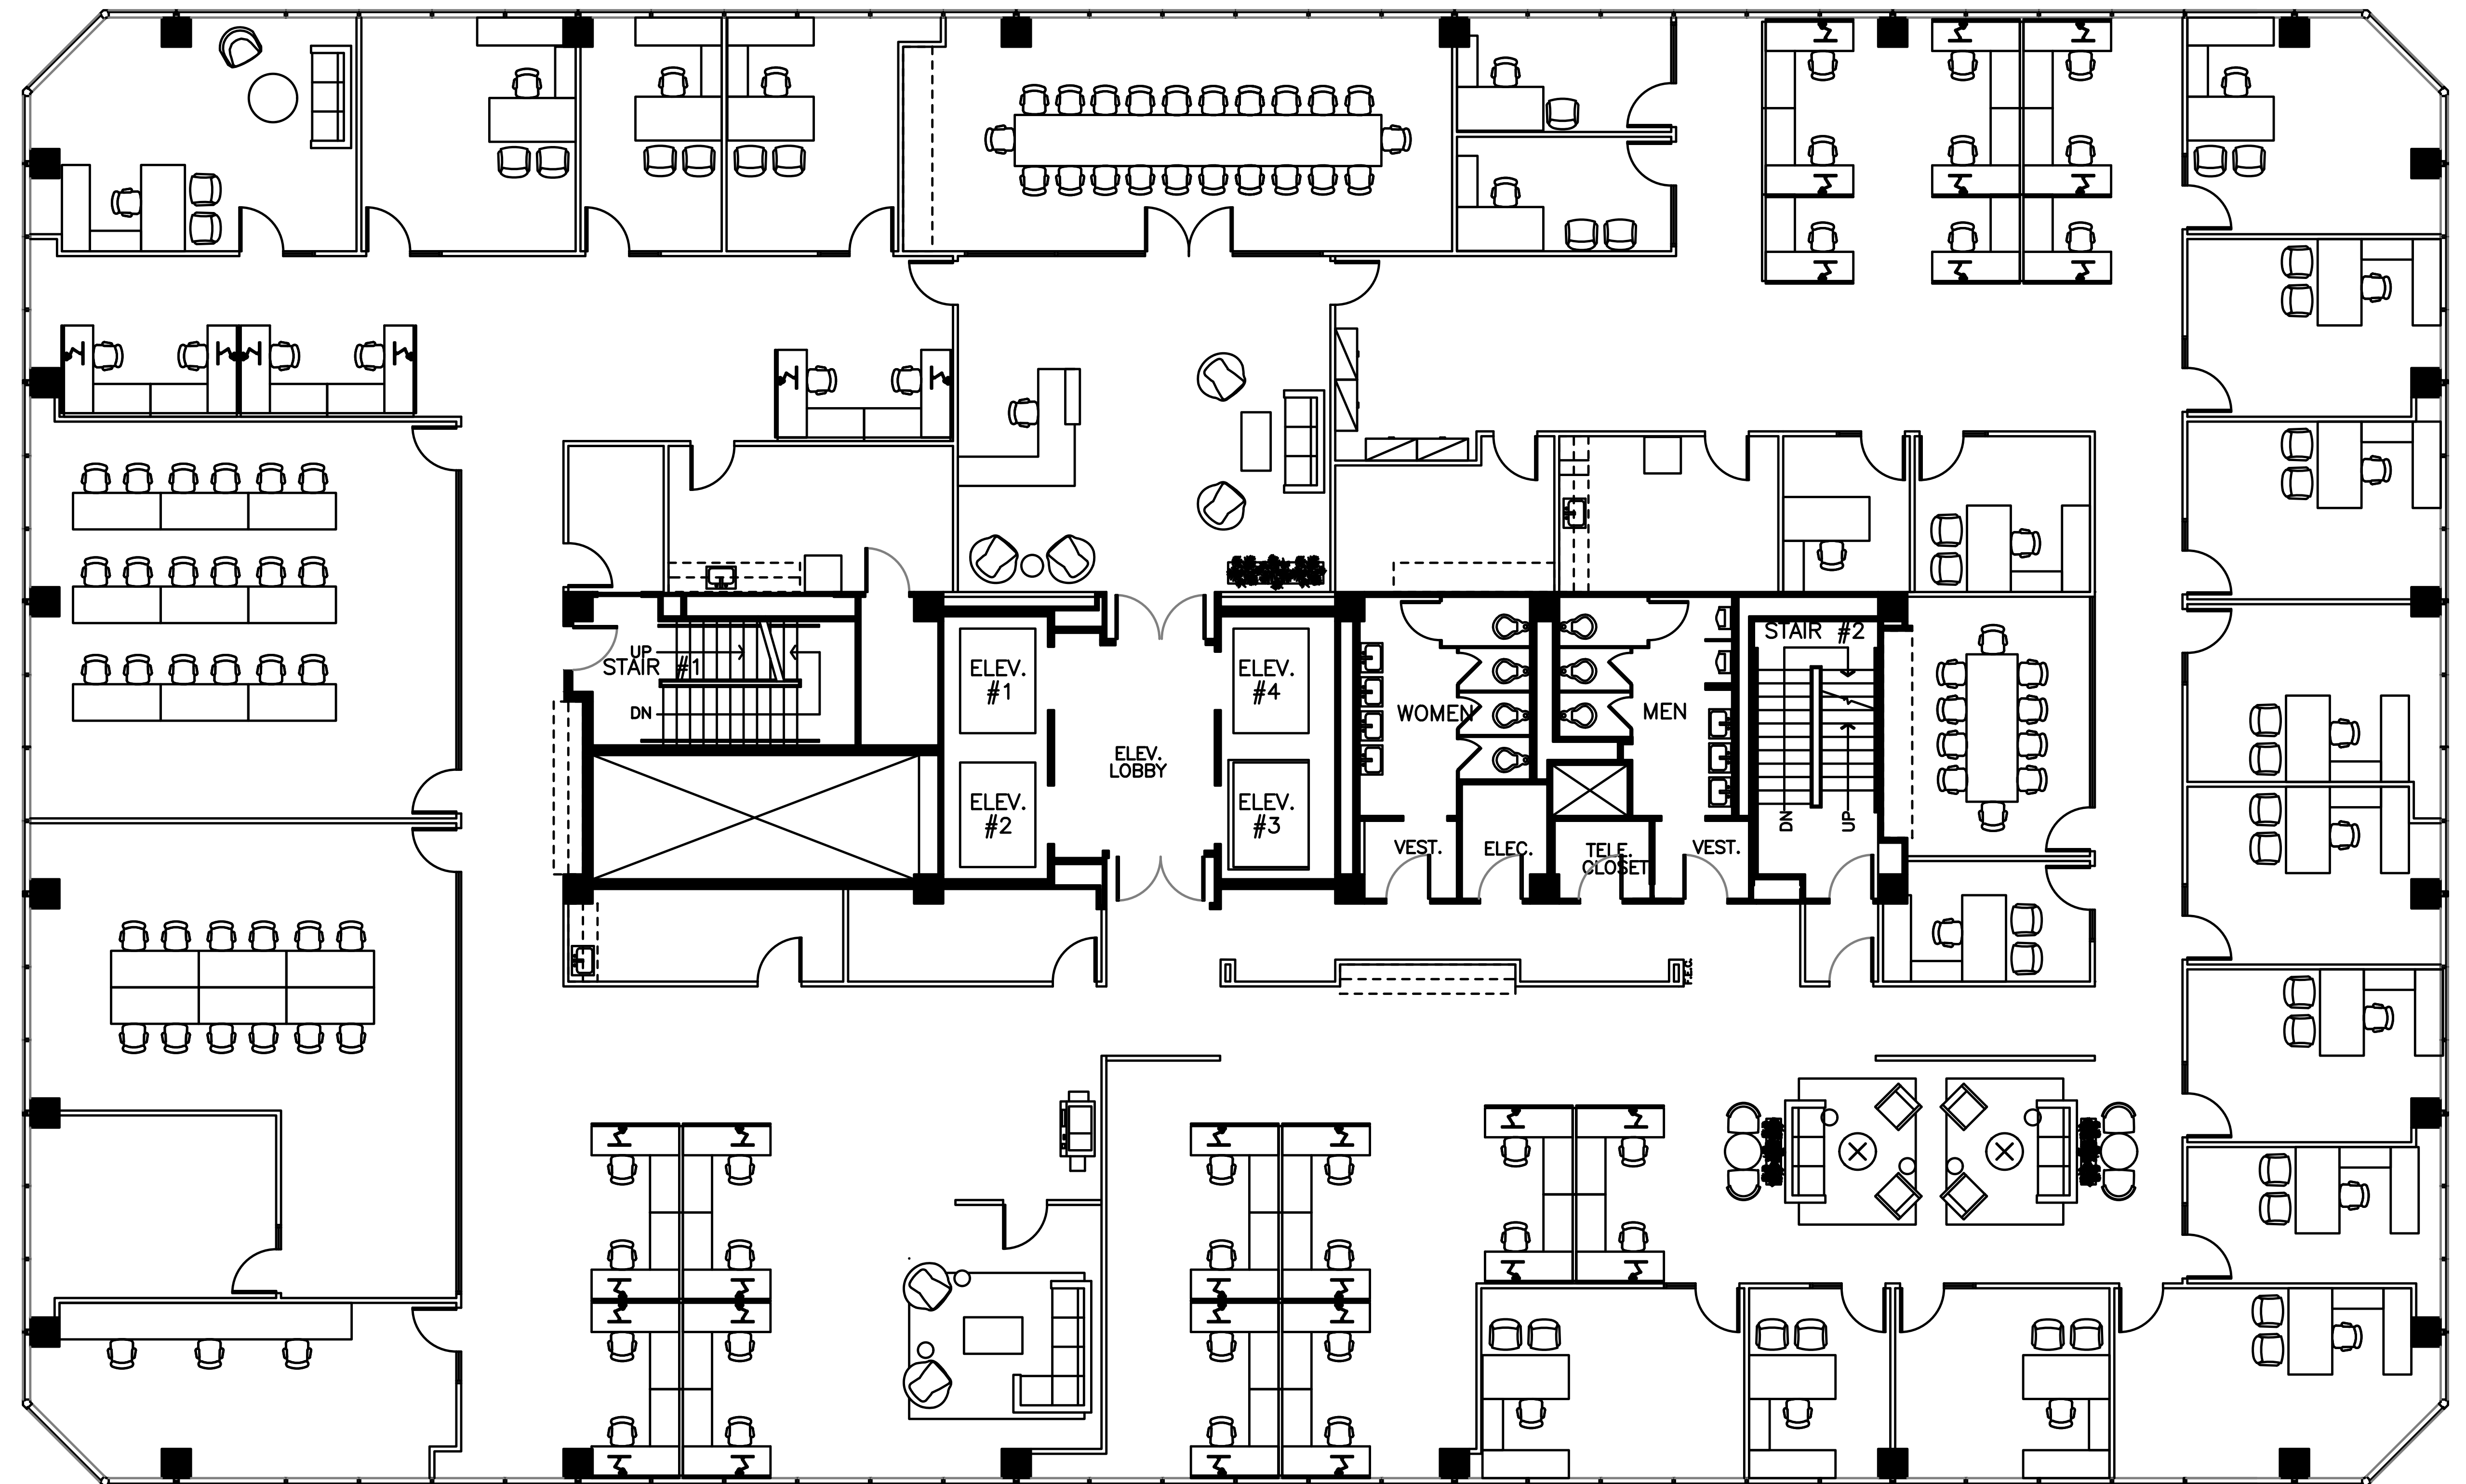 STAIR #2
UP
STAIR #1
DN
ELEV.
#1
ELEV.
#4
WOMEN
MEN
ELEV.
LOBBY
ELEV.
#2
ELEV.
#3
DN
UP
VEST.
ELEC.
TELE.
CLOSET
VEST.
F.E.C.